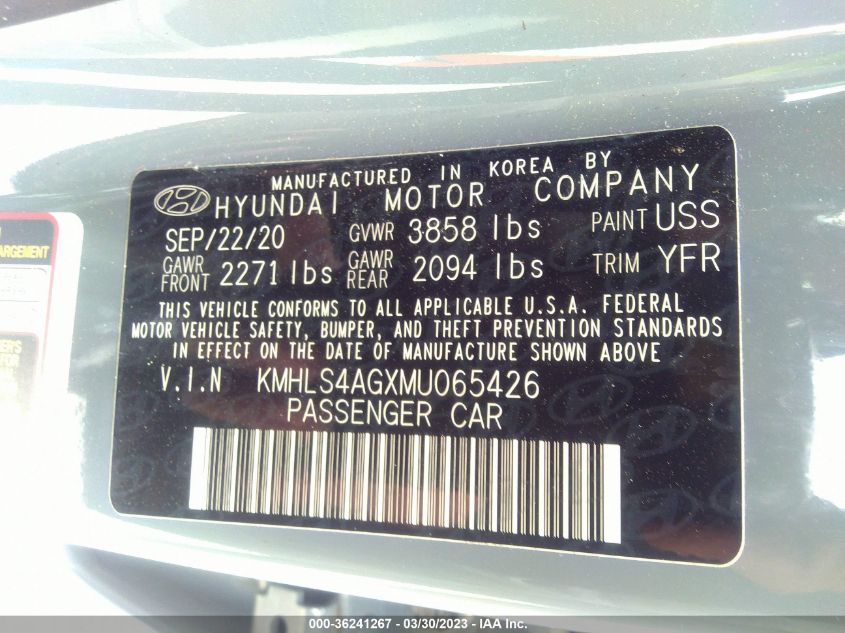 MANUFACTURED IN KOREA BY
HYUNDAI MOTOR COMPANY
SEP/22/20 GVWR 3858 lbs PAINT USS
GAWR FRONT 2271 lbs GAWR REAR 2094 lbs TRIM YFR
THIS VEHICLE CONFORMS TO ALL APPLICABLE U.S.A. FEDERAL
MOTOR VEHICLE SAFETY, BUMPER, AND THEFT PREVENTION STANDARDS
IN EFFECT ON THE DATE OF MANUFACTURE SHOWN ABOVE
V.I.N KMHLS4AGXMU065426
PASSENGER CAR
000-36241267 - 03/30/2023 - IAA Inc.